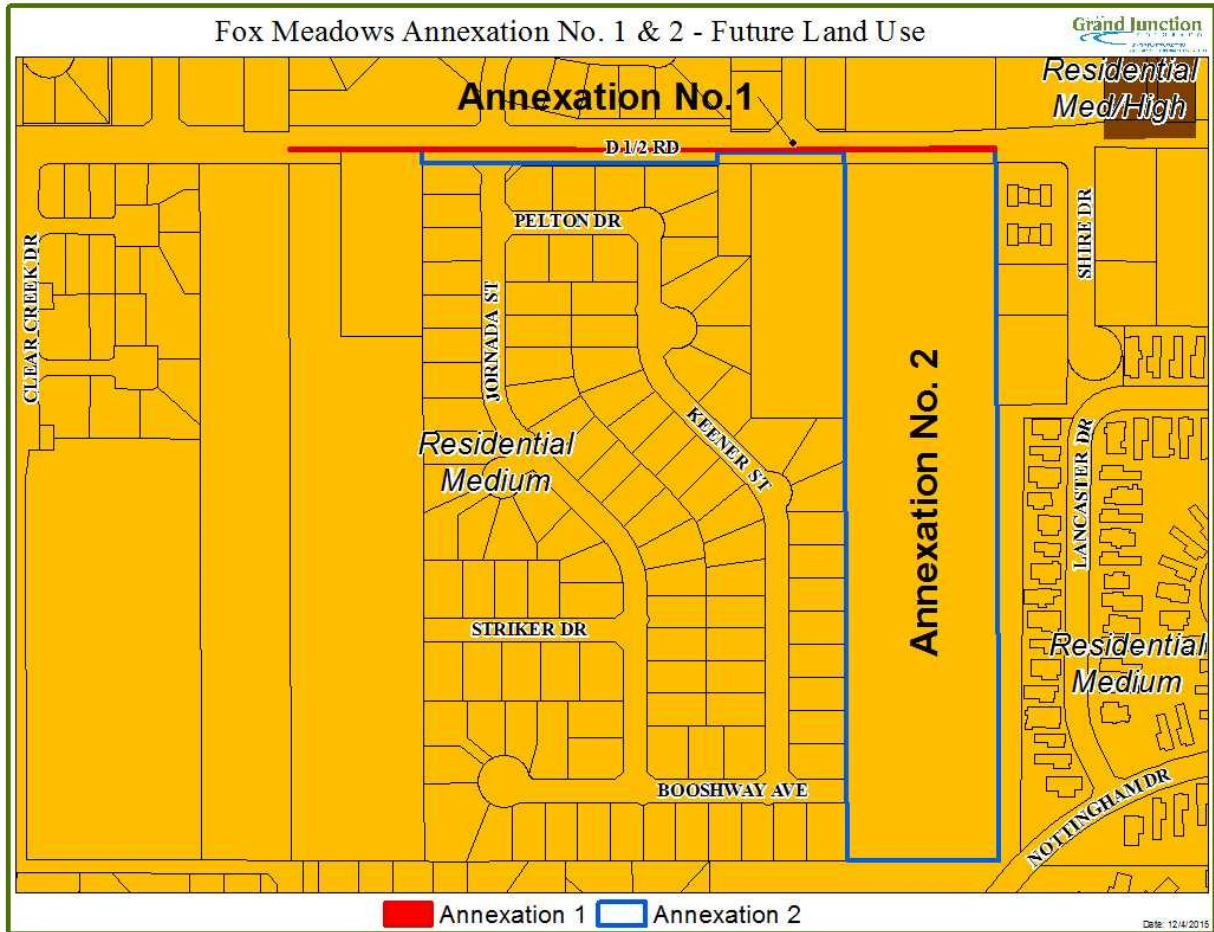 Fox Meadows Annexation No. 1 & 2 - Future Land Use
Grand Junction
COLORADO
Residential
Med/High
Annexation No.1
D 1/2 RD
PELTON DR
CLEAR CREEK DR
JORNADA ST
SHIRE DR
KEENER ST
Annexation No. 2
LANCASTER DR
Residential
Medium
STRIKER DR
Residential
Medium
BOOSHWAY AVE
NOTTINGHAM DR
Annexation 1
Annexation 2
Date: 12/4/2015